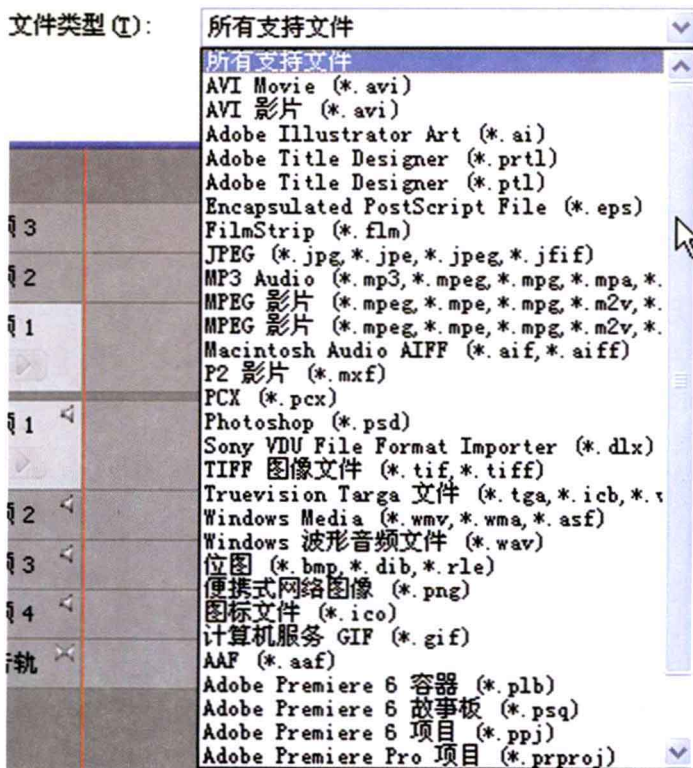 文件类型(T):
所有支持文件
所有支持文件
AVI Movie (*.avi)
AVI 影片 (*.avi)
Adobe Illustrator Art (*.ai)
Adobe Title Designer (*.prtl)
Adobe Title Designer (*.ptl)
Encapsulated PostScript File (*.eps)
FilmStrip (*.flm)
JPEG (*.jpg,*.jpe,*.jpeg,*.jfif)
MP3 Audio (*.mp3,*.mpeg,*.mpg,*.mpa,*.
MPEG 影片 (*.mpeg,*.mpe,*.mpg,*.m2v,*.
MPEG 影片 (*.mpeg,*.mpe,*.mpg,*.m2v,*.
Macintosh Audio AIFF (*.aif,*.aiff)
P2 影片 (*.mxf)
PCX (*.pcx)
Photoshop (*.psd)
Sony VDU File Format Importer (*.dlx)
TIFF 图像文件 (*.tif,*.tiff)
Truevision Targa 文件 (*.tga,*.icb,*.
Windows Media (*.wmv,*.wma,*.asf)
Windows 波形音频文件 (*.wav)
位图 (*.bmp,*.dib,*.rle)
便携式网络图像 (*.png)
图标文件 (*.ico)
计算机服务 GIF (*.gif)
AAF (*.aaf)
Adobe Premiere 6 容器 (*.plb)
Adobe Premiere 6 故事板 (*.psq)
Adobe Premiere 6 项目 (*.ppj)
Adobe Premiere Pro 项目 (*.prproj)
3
2
1
1
2
3
4
轨